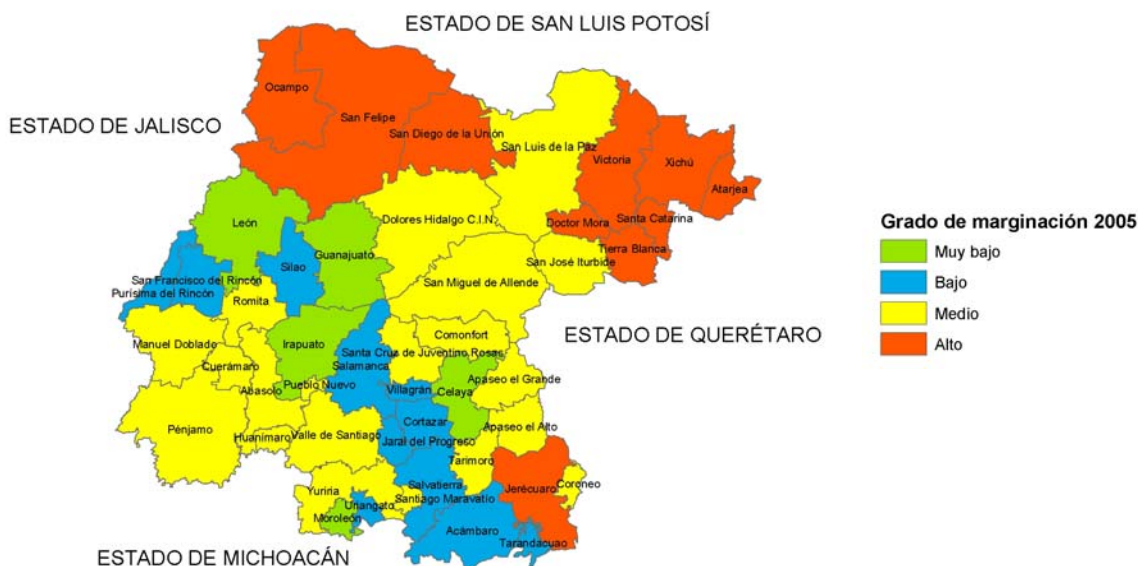 ESTADO DE SAN LUIS POTOSÍ
Ocampo
San Felipe
ESTADO DE JALISCO
San Diego de la Unión
San Luis de la Paz
Victoria
Xichú
Atarjea
León
Dolores Hidalgo C.I.N.
Doctor Mora
Santa Catarina
Guanajuato
Tierra Blanca
Silao
San José Iturbide
San Francisco del Rincón
San Miguel de Allende
Purísima del Rincón
Romita
Comonfort
ESTADO DE QUERÉTARO
Manuel Doblado
Irapuato
Santa Cruz de Juventino Rosas
Cuerámaro
Salamanca
Apaseo el Grande
Abasolo
Pueblo Nuevo
Villagrán
Celaya
Pénjamo
Cortazar
Apaseo el Alto
Huanímaro
Valle de Santiago
Jaral del Progreso
Tarimoro
Yuriria
Salvatierra
Jerécuaro
Coroneo
Santiago Maravatío
Uriangato
Moroleón
Acámbaro
Tarandacuao
ESTADO DE MICHOACÁN
Grado de marginación 2005
Muy bajo
Bajo
Medio
Alto